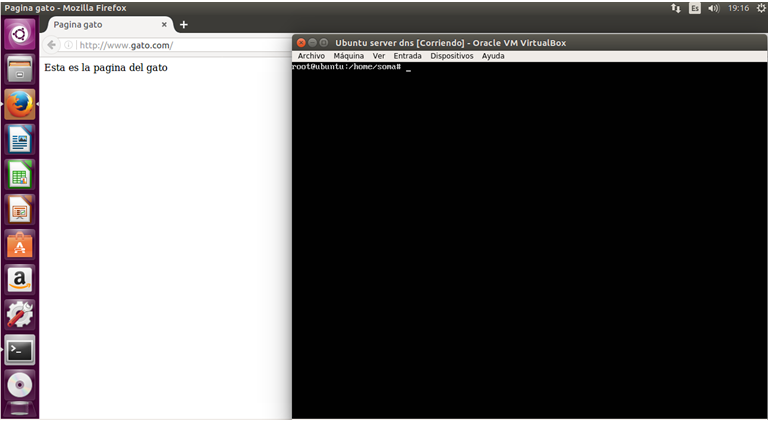 Pagina gato - Mozilla Firefox
Es
19:16
Pagina gato
http://www.gato.com/
Esta es la pagina del gato
Ubuntu server dns [Corriendo] - Oracle VM VirtualBox
Archivo Máquina Ver Entrada Dispositivos Ayuda
root@ubuntu:/home/soma# _